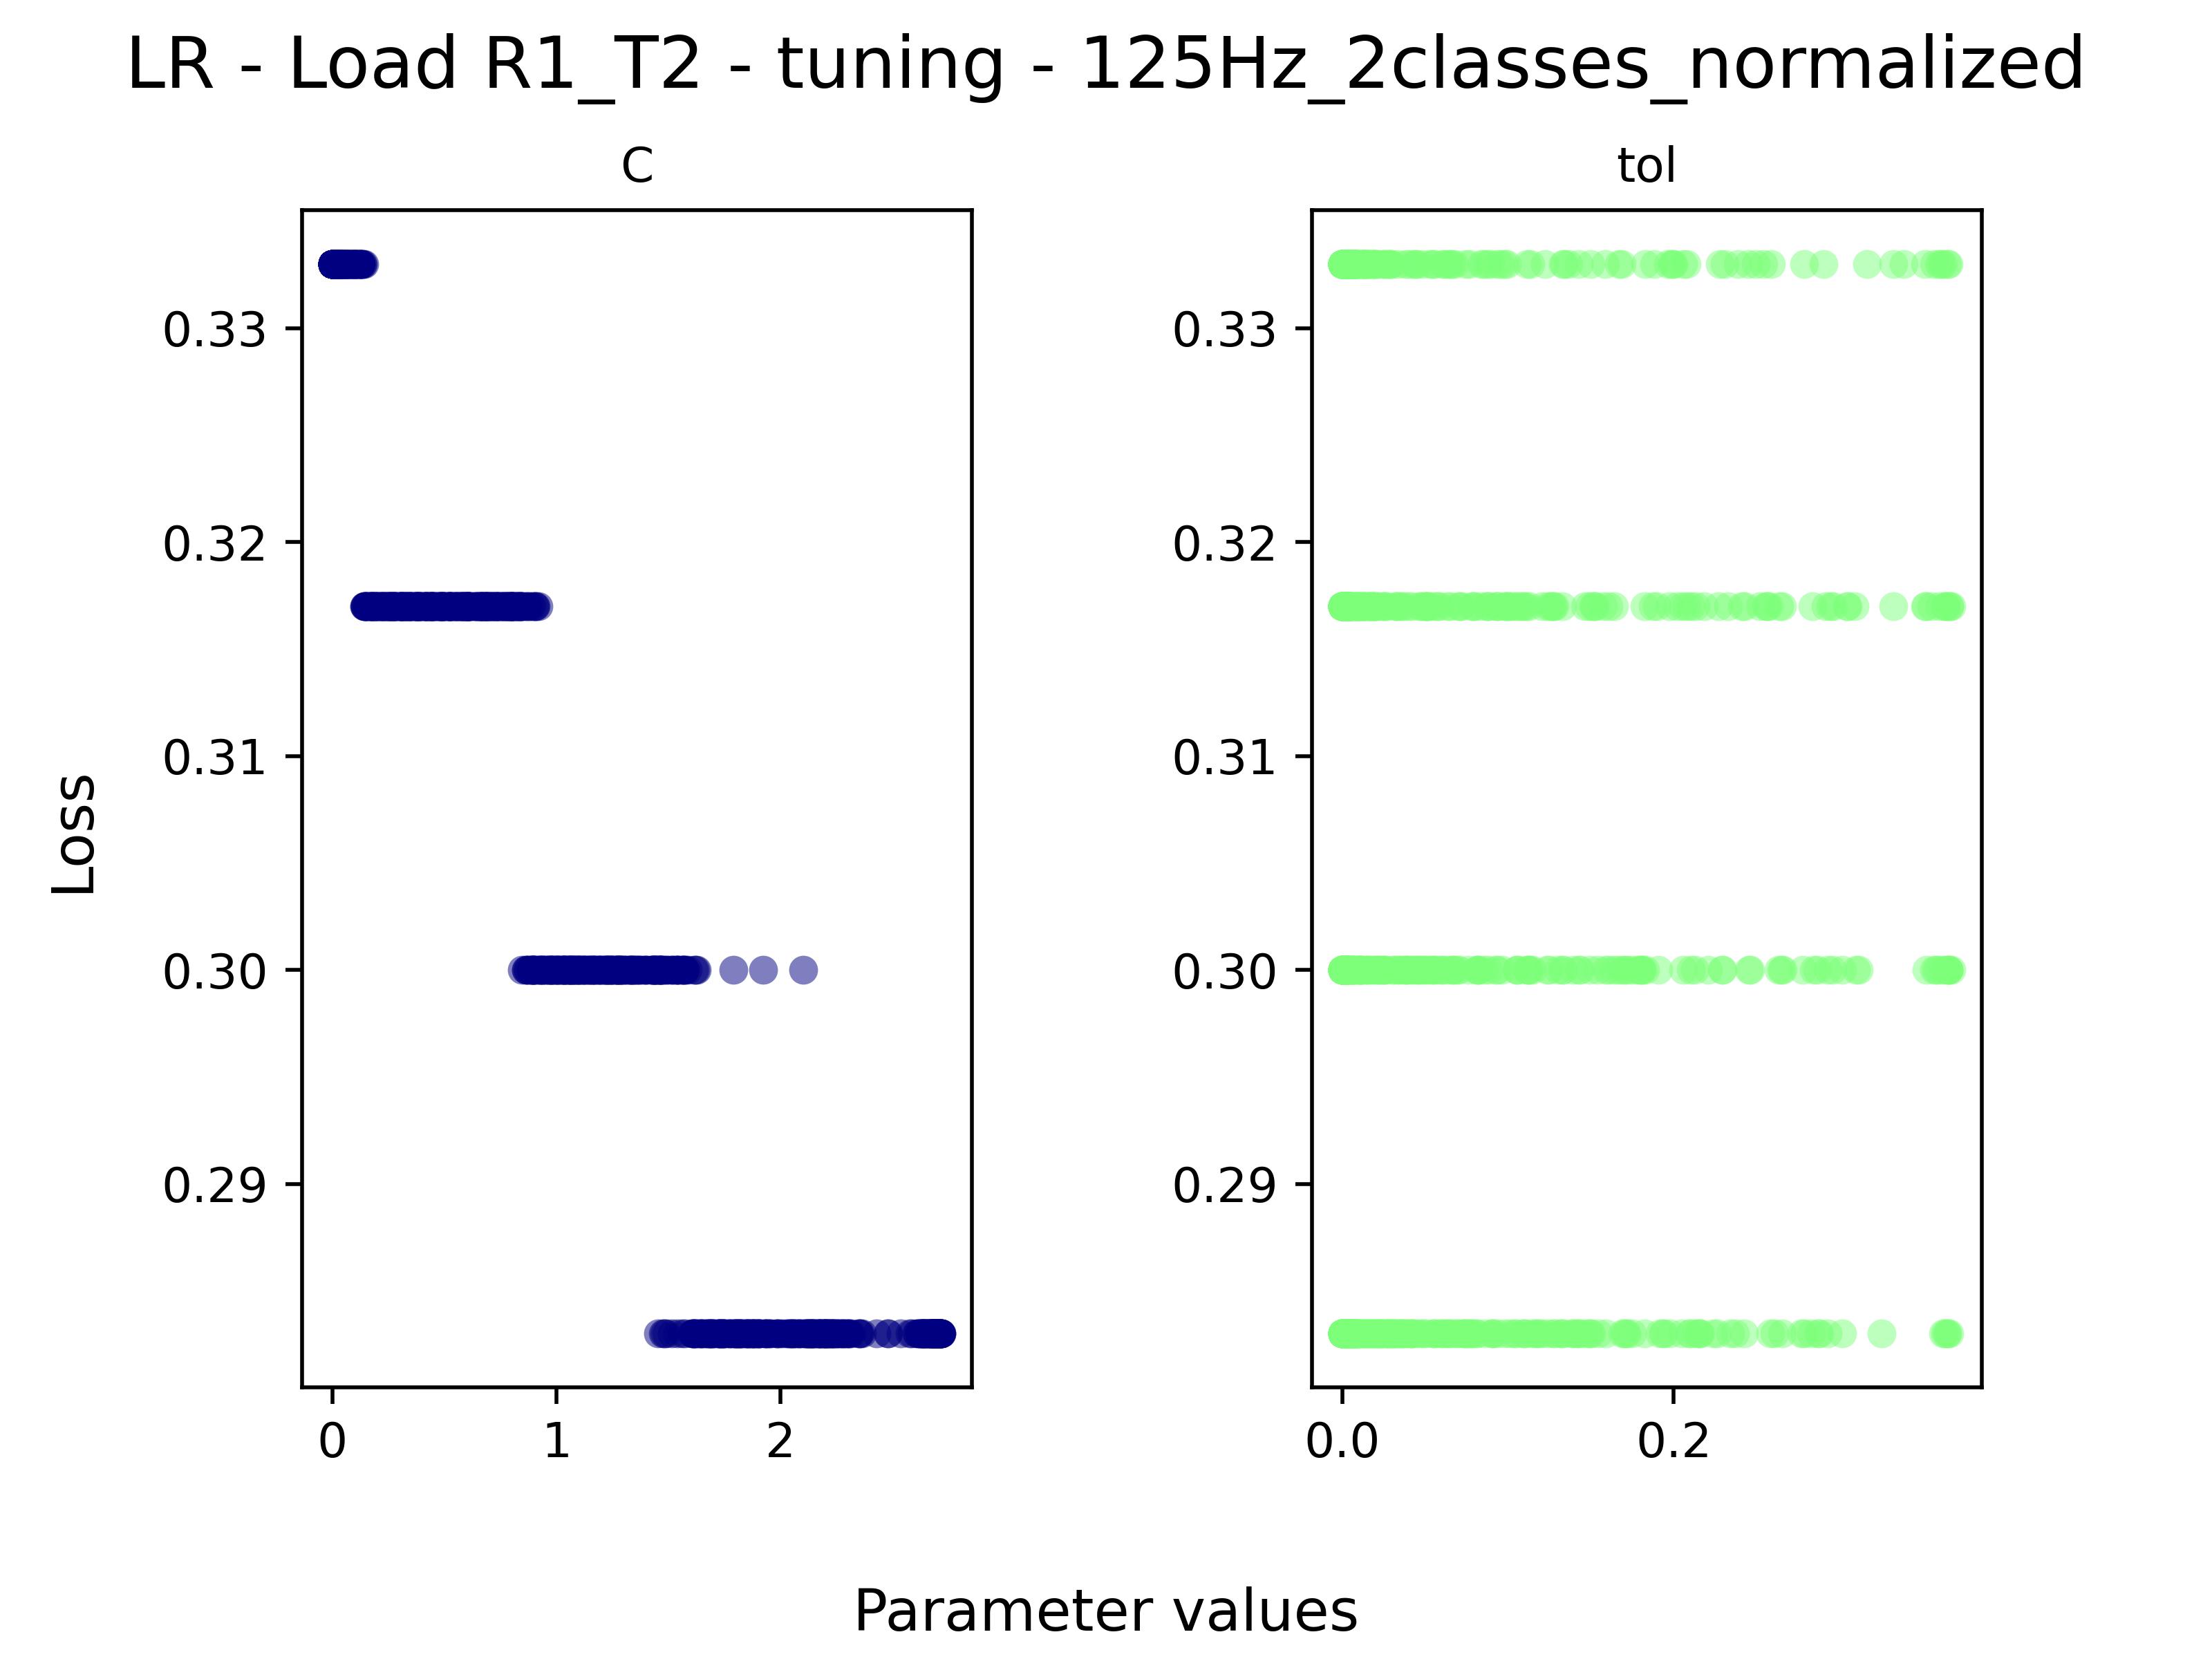 LR - Load R1_T2 - tuning - 125Hz_2classes_normalized
C
tol
0.33
0.32
0.31
0.30
0.29
0.33
0.32
0.31
0.30
0.29
Loss
0 1 2
0.0 0.2
Parameter values